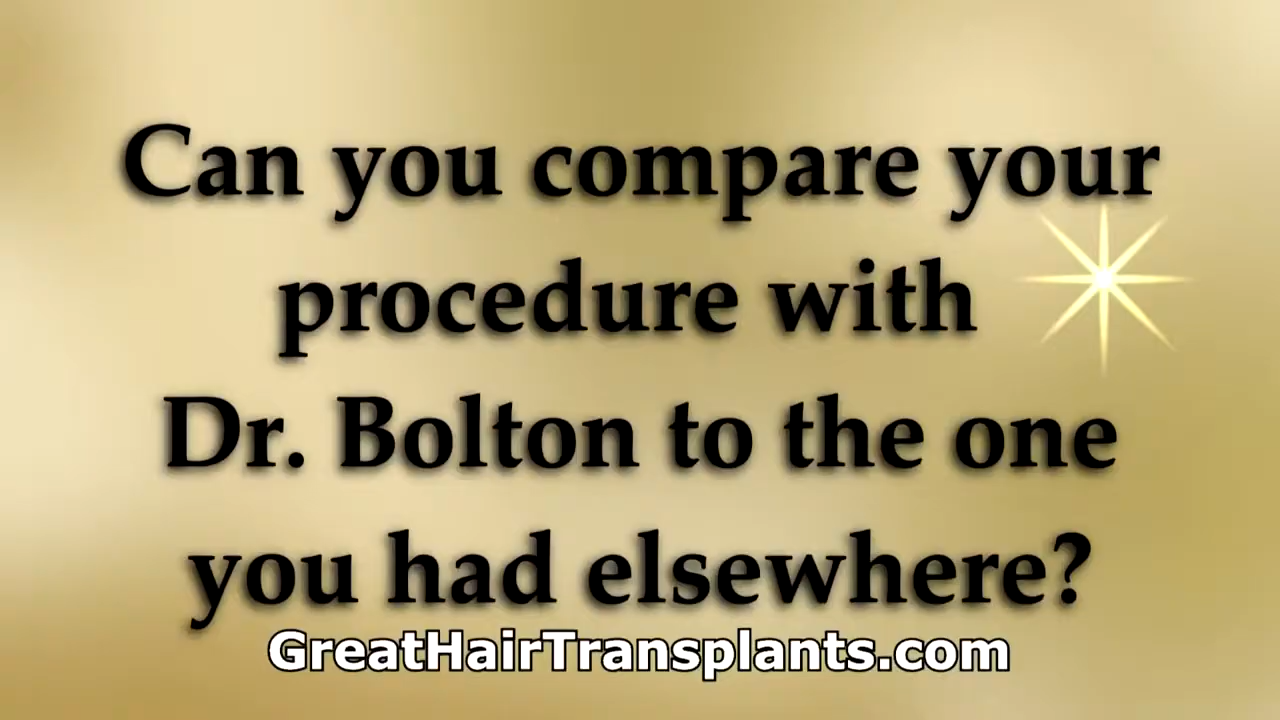 Can you compare your
procedure with
Dr. Bolton to the one
you had elsewhere?
GreatHairTransplants.com